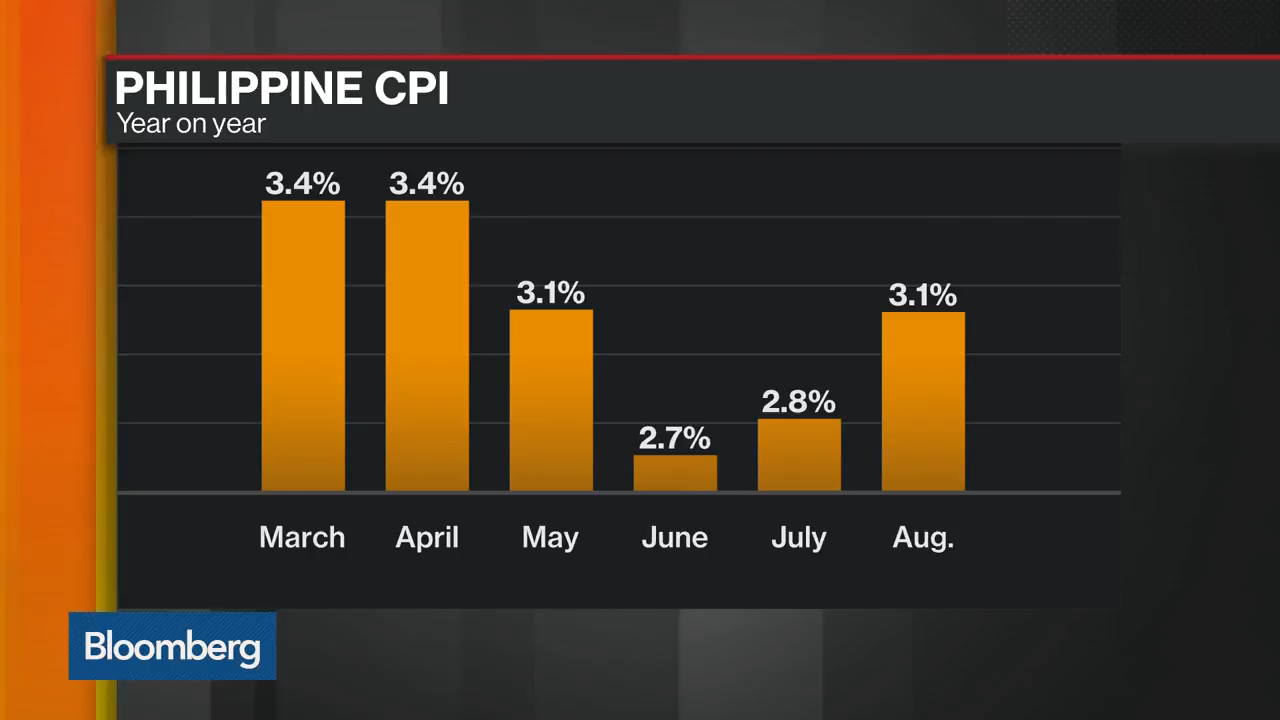 PHILIPPINE CPI
Year on year
3.4% 3.4% 3.1% 2.7% 2.8% 3.1%
March April May June July Aug.
Bloomberg